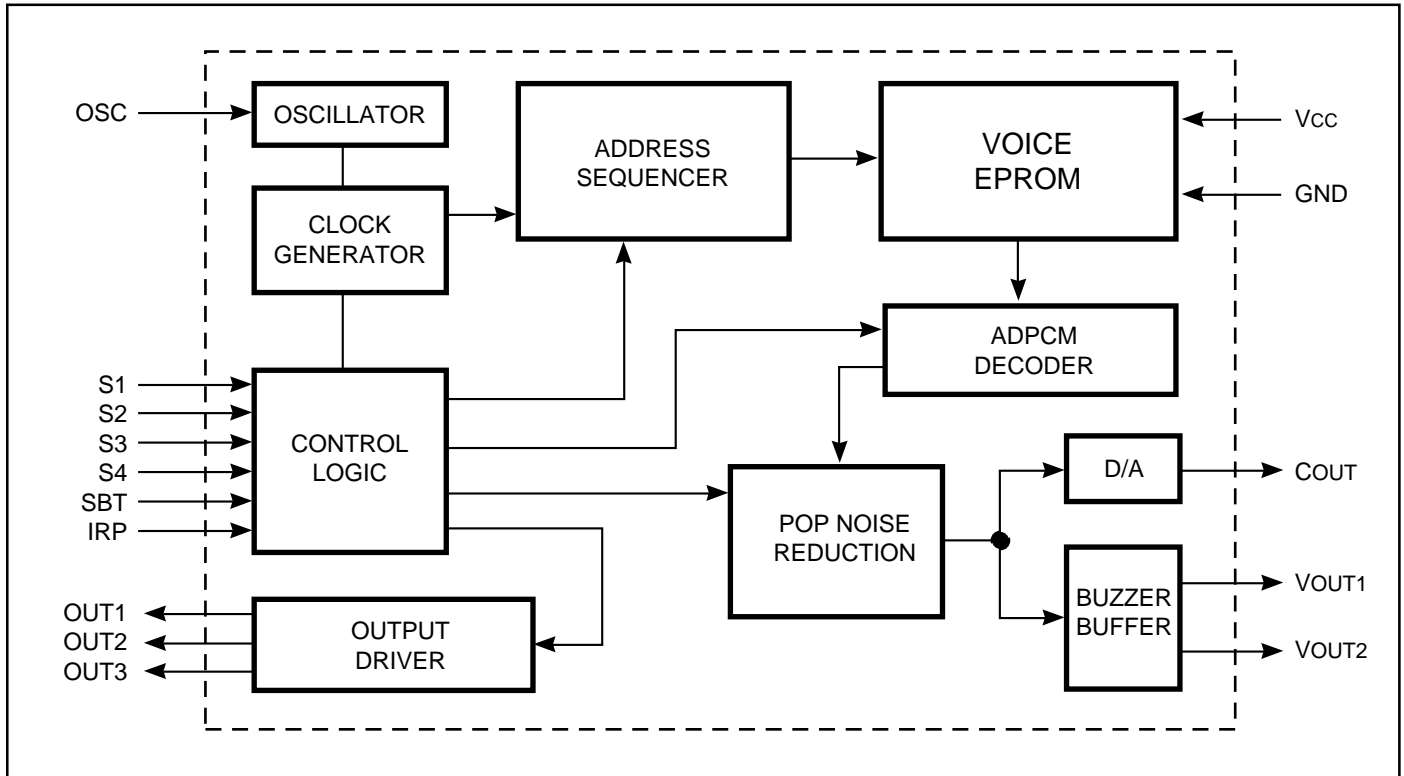 OSC
OSCILLATOR
ADDRESS
SEQUENCER
VOICE
EPROM
VCC
GND
CLOCK
GENERATOR
ADPCM
DECODER
S1
S2
S3
S4
SBT
IRP
CONTROL
LOGIC
POP NOISE
REDUCTION
D/A
COUT
BUZZER
BUFFER
VOUT1
VOUT2
OUT1
OUT2
OUT3
OUTPUT
DRIVER